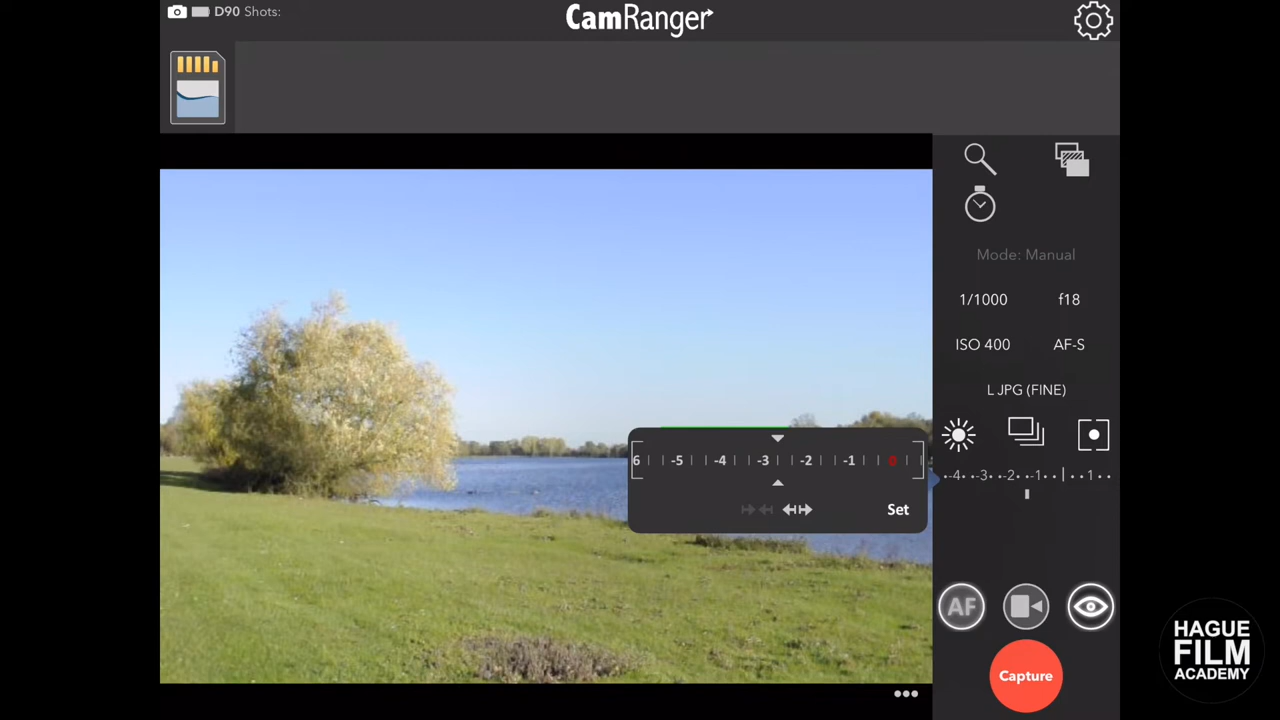 D90 Shots:
CamRanger
Mode: Manual
1/1000 f18
ISO 400 AF-S
L JPG (FINE)
6 -5 -4 -3 -2 -1 0
-4 -3 -2 -1 1
Set
AF
Capture
HAGUE
FILM
ACADEMY